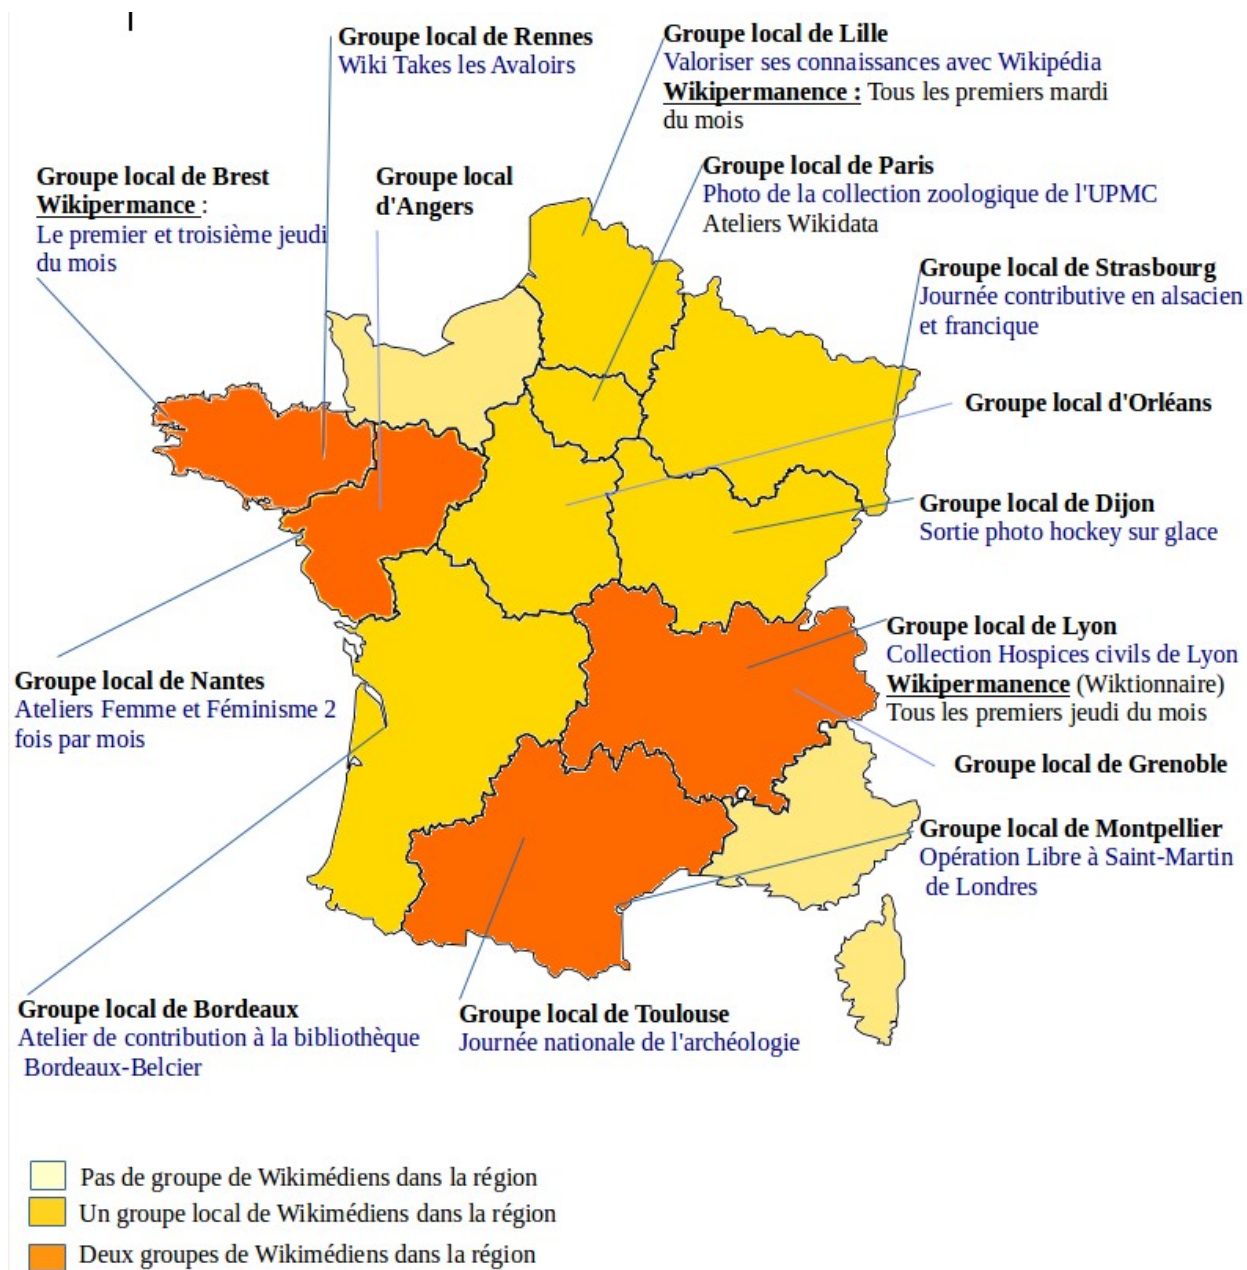 Groupe local de Rennes
Wiki Takes les Avaloirs
Groupe local de Lille
Valoriser ses connaissances avec Wikipédia
Wikipermanence : Tous les premiers mardi
du mois
Groupe local de Brest
Wikipermance :
Le premier et troisième jeudi
du mois
Groupe local
d'Angers
Groupe local de Paris
Photo de la collection zoologique de l'UPMC
Ateliers Wikidata
Groupe local de Strasbourg
Journée contributive en alsacien
et francique
Groupe local d'Orléans
Groupe local de Dijon
Sortie photo hockey sur glace
Groupe local de Lyon
Collection Hospices civils de Lyon
Wikipermanence (Wiktionnaire)
Tous les premiers jeudi du mois
Groupe local de Nantes
Ateliers Femme et Féminisme 2
fois par mois
Groupe local de Grenoble
Groupe local de Montpellier
Opération Libre à Saint-Martin
de Londres
Groupe local de Bordeaux
Atelier de contribution à la bibliothèque
Bordeaux-Belcier
Groupe local de Toulouse
Journée nationale de l'archéologie
Pas de groupe de Wikimédiens dans la région
Un groupe local de Wikimédiens dans la région
Deux groupes de Wikimédiens dans la région